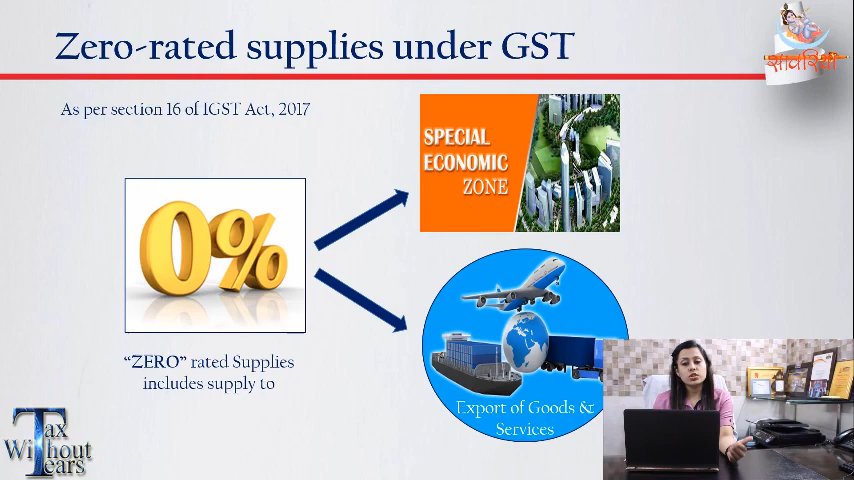 Zero-rated supplies under GST
सावरिया
As per section 16 of IGST Act, 2017
SPECIAL
ECONOMIC
ZONE
0%
“ZERO” rated Supplies
includes supply to
Export of Goods &
Services
Tax
Without
Tears